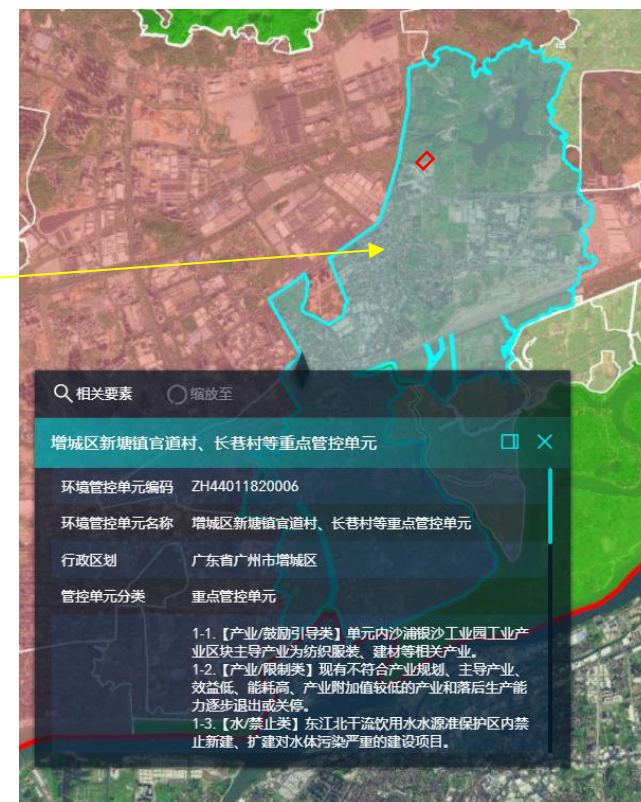 相关要素 缩放至
增城区新塘镇官道村、长巷村等重点管控单元
环境管控单元编码 ZH44011820006
环境管控单元名称 增城区新塘镇官道村、长巷村等重点管控单元
行政区划 广东省广州市增城区
管控单元分类 重点管控单元
1-1.【产业/鼓励引导类】单元内沙浦银沙工业园工业产
业区块主导产业为纺织服装、建材等相关产业。
1-2.【产业/限制类】现有不符合产业规划、主导产业、
效益低、能耗高、产业附加值较低的产业和落后生产能
力逐步退出或关停。
1-3.【水/禁止类】东江北干流饮用水水源准保护区内禁
止新建、扩建对水体污染严重的建设项目。